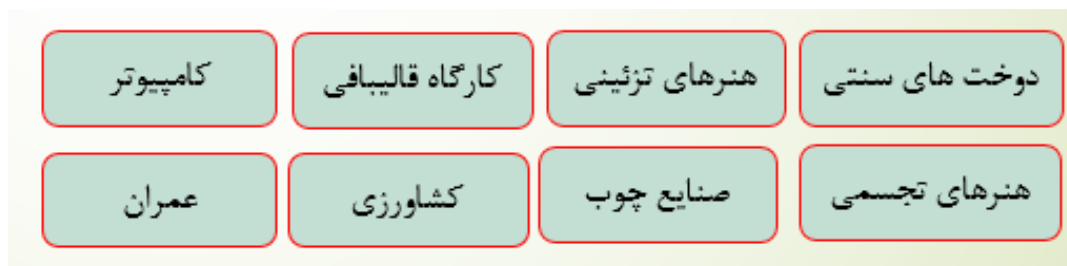 دوخت های سنتی
هنرهای تزئینی
کارگاه قالیبافی
کامپیوتر
هنرهای تجسمی
صنایع چوب
کشاورزی
عمران